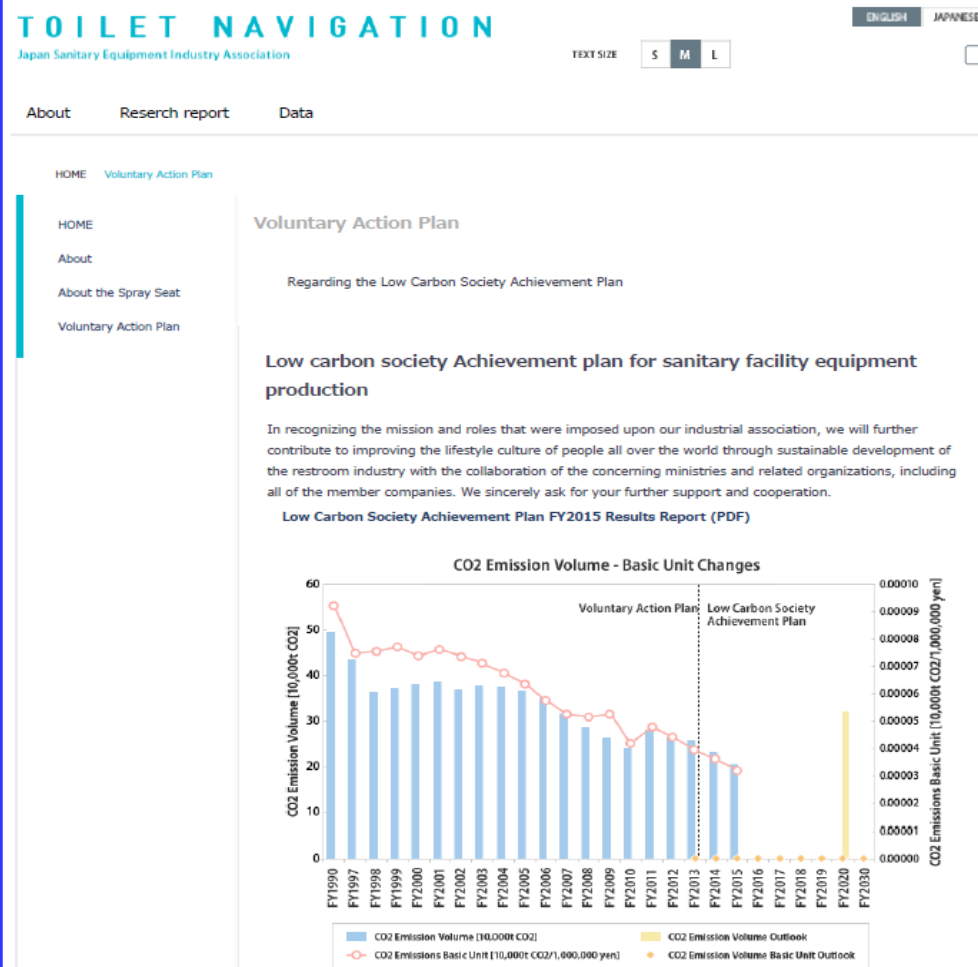 TOILET NAVIGATION
Japan Sanitary Equipment Industry Association
TEXT SIZE S M L
ENGLISH JAPANESE
About Reserch report Data
HOME Voluntary Action Plan
HOME
About
About the Spray Seat
Voluntary Action Plan
Voluntary Action Plan
Regarding the Low Carbon Society Achievement Plan
Low carbon society Achievement plan for sanitary facility equipment
production
In recognizing the mission and roles that were imposed upon our industrial association, we will further
contribute to improving the lifestyle culture of people all over the world through sustainable development of
the restroom industry with the collaboration of the concerning ministries and related organizations, including
all of the member companies. We sincerely ask for your further support and cooperation.
Low Carbon Society Achievement Plan FY2015 Results Report (PDF)
CO2 Emission Volume - Basic Unit Changes
CO2 Emission Volume [10,000t CO2]
60
50
40
30
20
10
0
Voluntary Action Plan
Low Carbon Society
Achievement Plan
0.00010
0.00009
0.00008
0.00007
0.00006
0.00005
0.00004
0.00003
0.00002
0.00001
0.00000
CO2 Emissions Basic Unit [10,000t CO2/1,000,000 yen]
FY1990
FY1997
FY1998
FY1999
FY2000
FY2001
FY2002
FY2003
FY2004
FY2005
FY2006
FY2007
FY2008
FY2009
FY2010
FY2011
FY2012
FY2013
FY2014
FY2015
FY2016
FY2017
FY2018
FY2019
FY2020
FY2030
CO2 Emission Volume [10,000t CO2]
CO2 Emission Volume Outlook
CO2 Emissions Basic Unit [10,000t CO2/1,000,000 yen]
CO2 Emission Volume Basic Unit Outlook